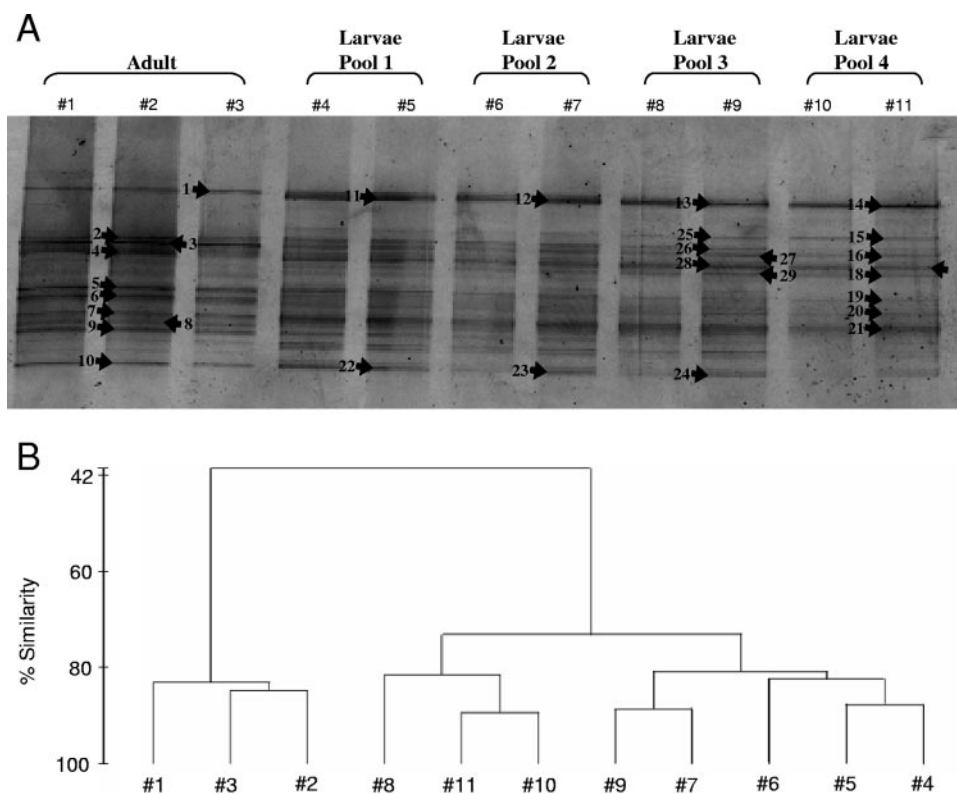 A
Adult
Larvae Pool 1
Larvae Pool 2
Larvae Pool 3
Larvae Pool 4
#1 #2 #3 #4 #5 #6 #7 #8 #9 #10 #11
1 11 12 13 14
2 3 25 15
4 26 27 16
28 29 18
5
6 19
7 20
9 8 21
10 22 23 24
B
42
60
80
100
% Similarity
#1 #3 #2 #8 #11 #10 #9 #7 #6 #5 #4